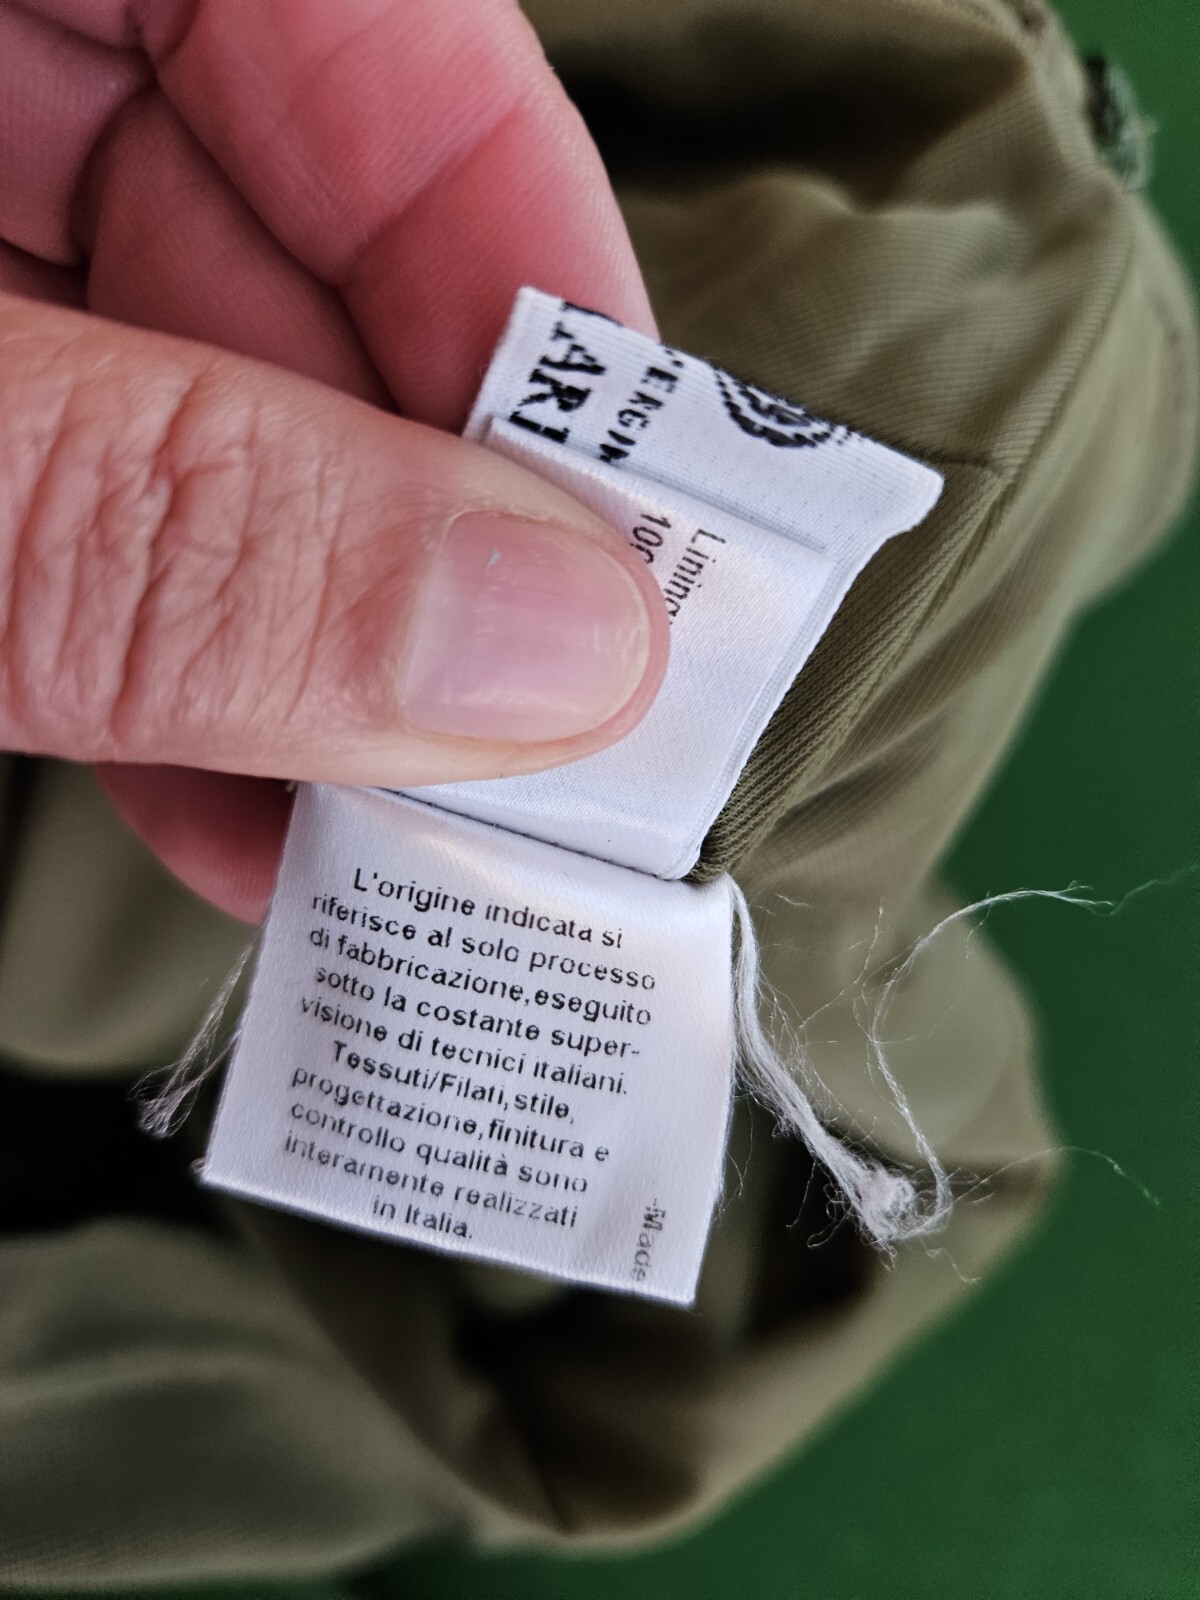 Lining
L'origine indicata si
riferisce al solo processo
di fabbricazione,eseguito
sotto la costante super-
visione di tecnici italiani.
Tessuti/Filati,stile,
progettazione,finitura e
controllo qualità sono
interamente realizzati
in Italia.
Made